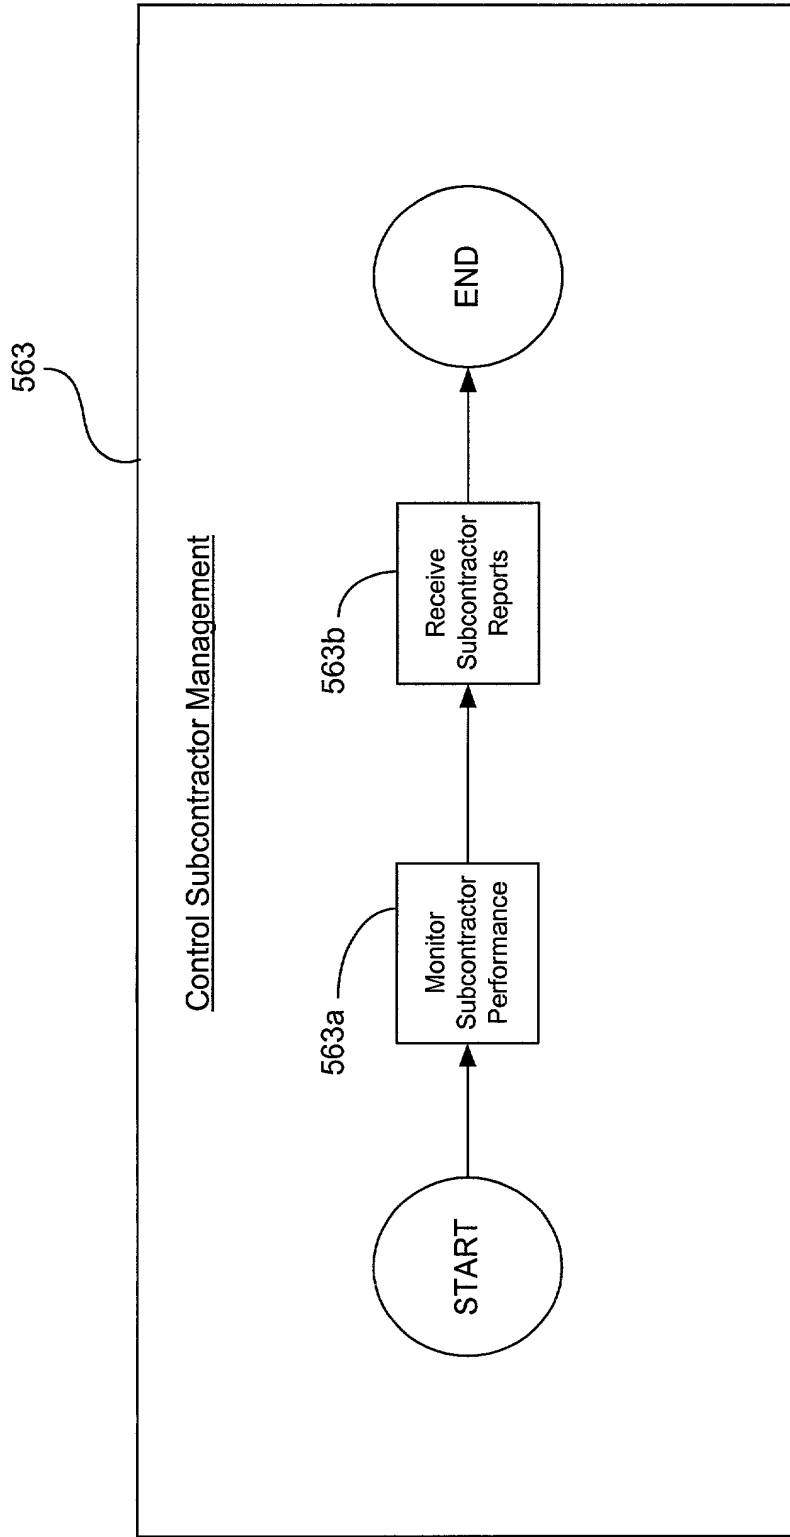 563
Control Subcontractor Management
563a
563b
START
Monitor
Subcontractor
Performance
Receive
Subcontractor
Reports
END